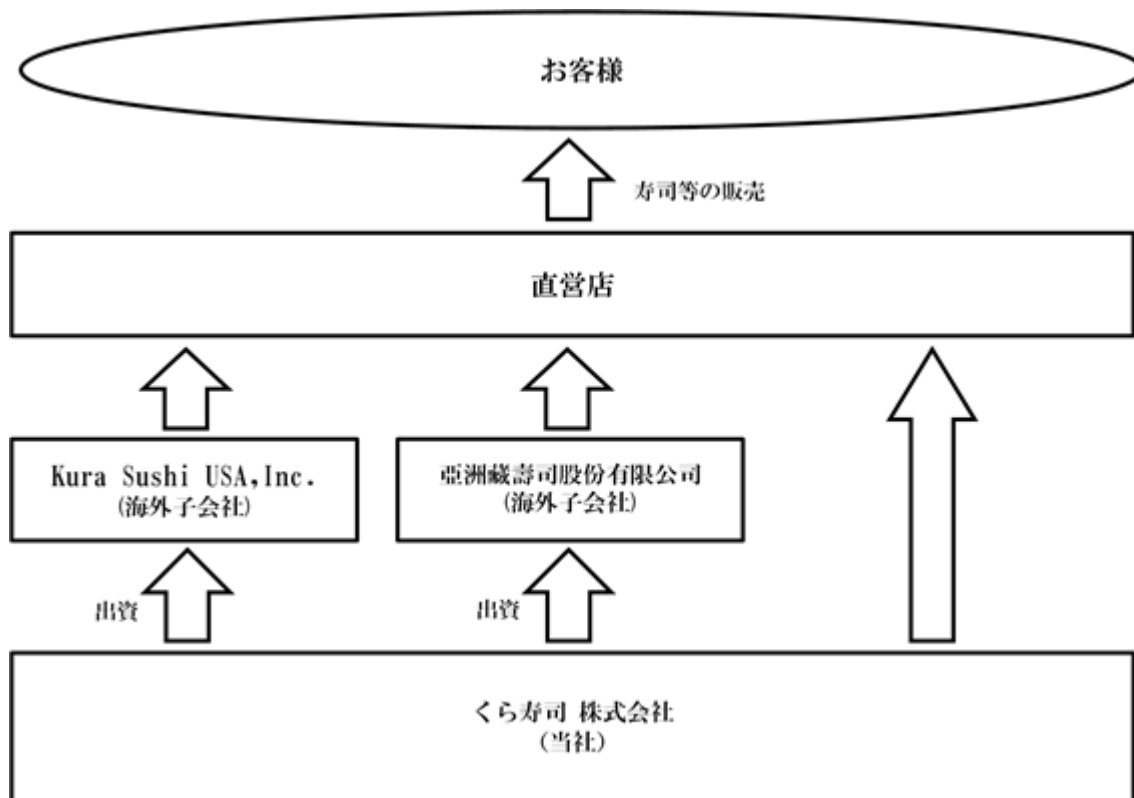 お客様
寿司等の販売
直営店
Kura Sushi USA,Inc.
(海外子会社)
亞洲藏壽司股份有限公司
(海外子会社)
出資
出資
くら寿司 株式会社
(当社)